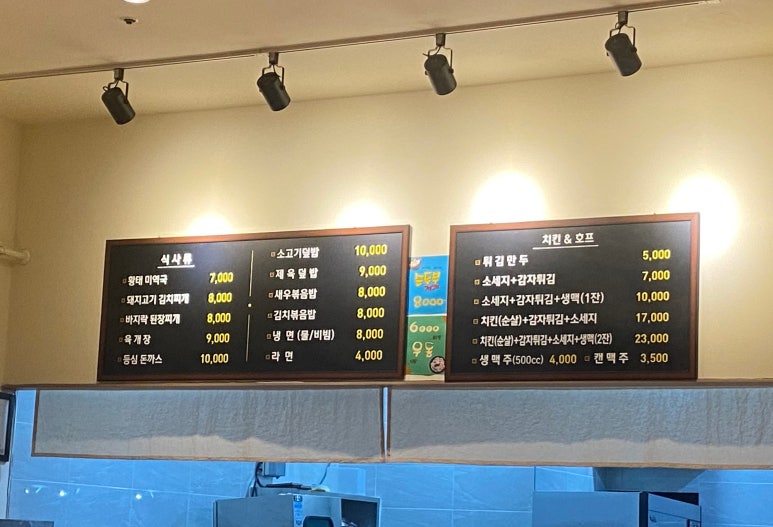 식사류
황태 미역국 7,000
돼지고기 김치찌개 8,000
바지락 된장찌개 8,000
육개장 9,000
등심 돈까스 10,000
소고기덮밥 10,000
제육덮밥 9,000
새우볶음밥 8,000
김치볶음밥 8,000
냉면(물/비빔) 8,000
라면 4,000
순두부
8000
6000
우동
치킨 & 호프
튀김만두 5,000
소세지+감자튀김 7,000
소세지+감자튀김+생맥(1잔) 10,000
치킨(순살)+감자튀김+소세지 17,000
치킨(순살)+감자튀김+소세지+생맥(2잔) 23,000
생맥주(500cc) 4,000 캔맥주 3,500